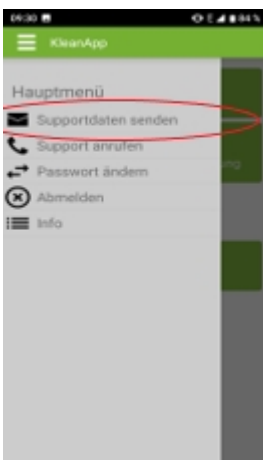 09:30
84 %
KleanApp
Hauptmenü
Supportdaten senden
Support anrufen
Passwort ändern
Abmelden
Info